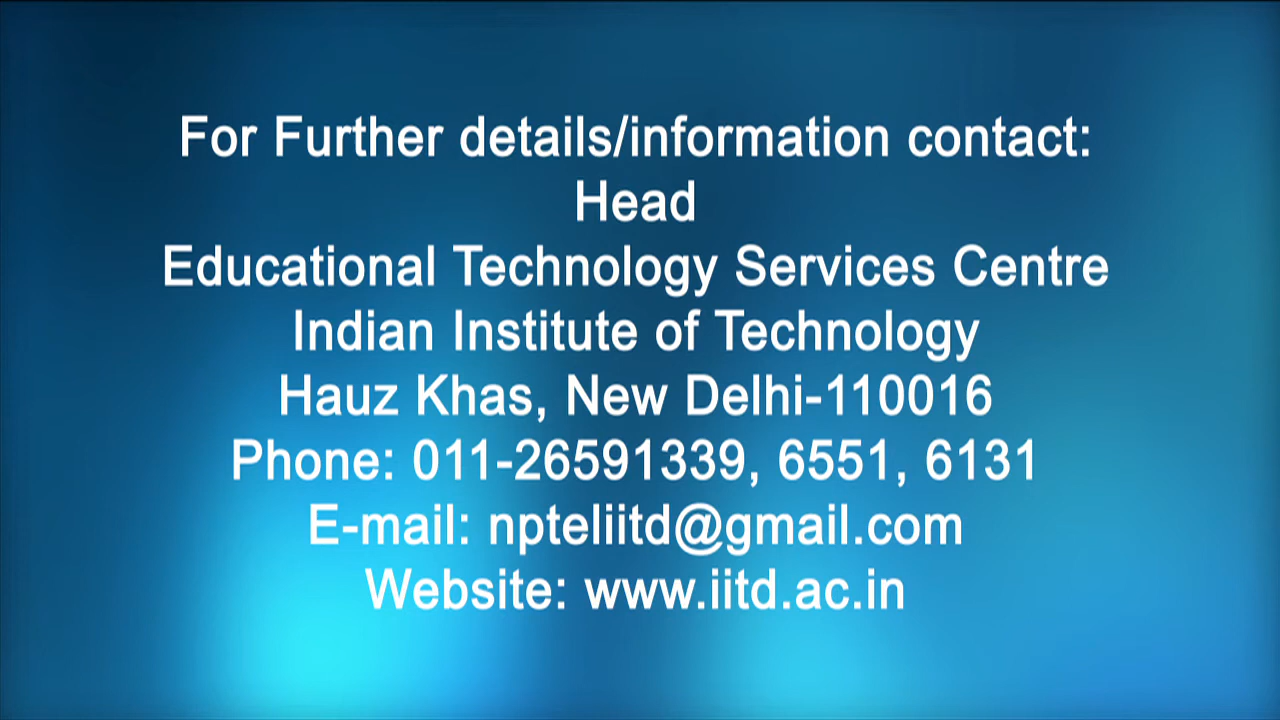 For Further details/information contact:
Head
Educational Technology Services Centre
Indian Institute of Technology
Hauz Khas, New Delhi-110016
Phone: 011-26591339, 6551, 6131
E-mail: npteliitd@gmail.com
Website: www.iitd.ac.in